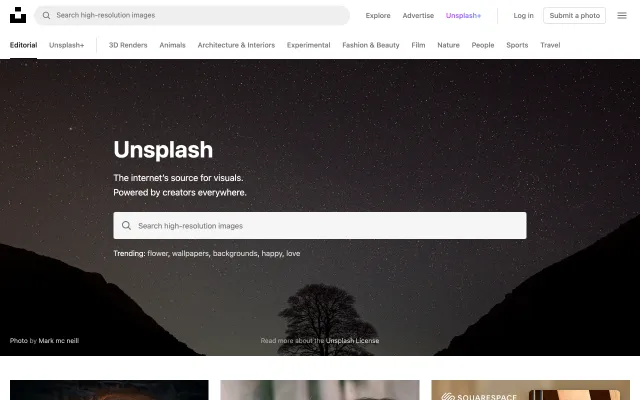 Search high-resolution images
Explore
Advertise
Unsplash+
Log in
Submit a photo
Editorial
Unsplash+
3D Renders
Animals
Architecture & Interiors
Experimental
Fashion & Beauty
Film
Nature
People
Sports
Travel
Unsplash
The internet's source for visuals.
Powered by creators everywhere.
Search high-resolution images
Trending: flower, wallpapers, backgrounds, happy, love
Photo by Mark mc neill
Read more about the Unsplash License
SQUARESPACE